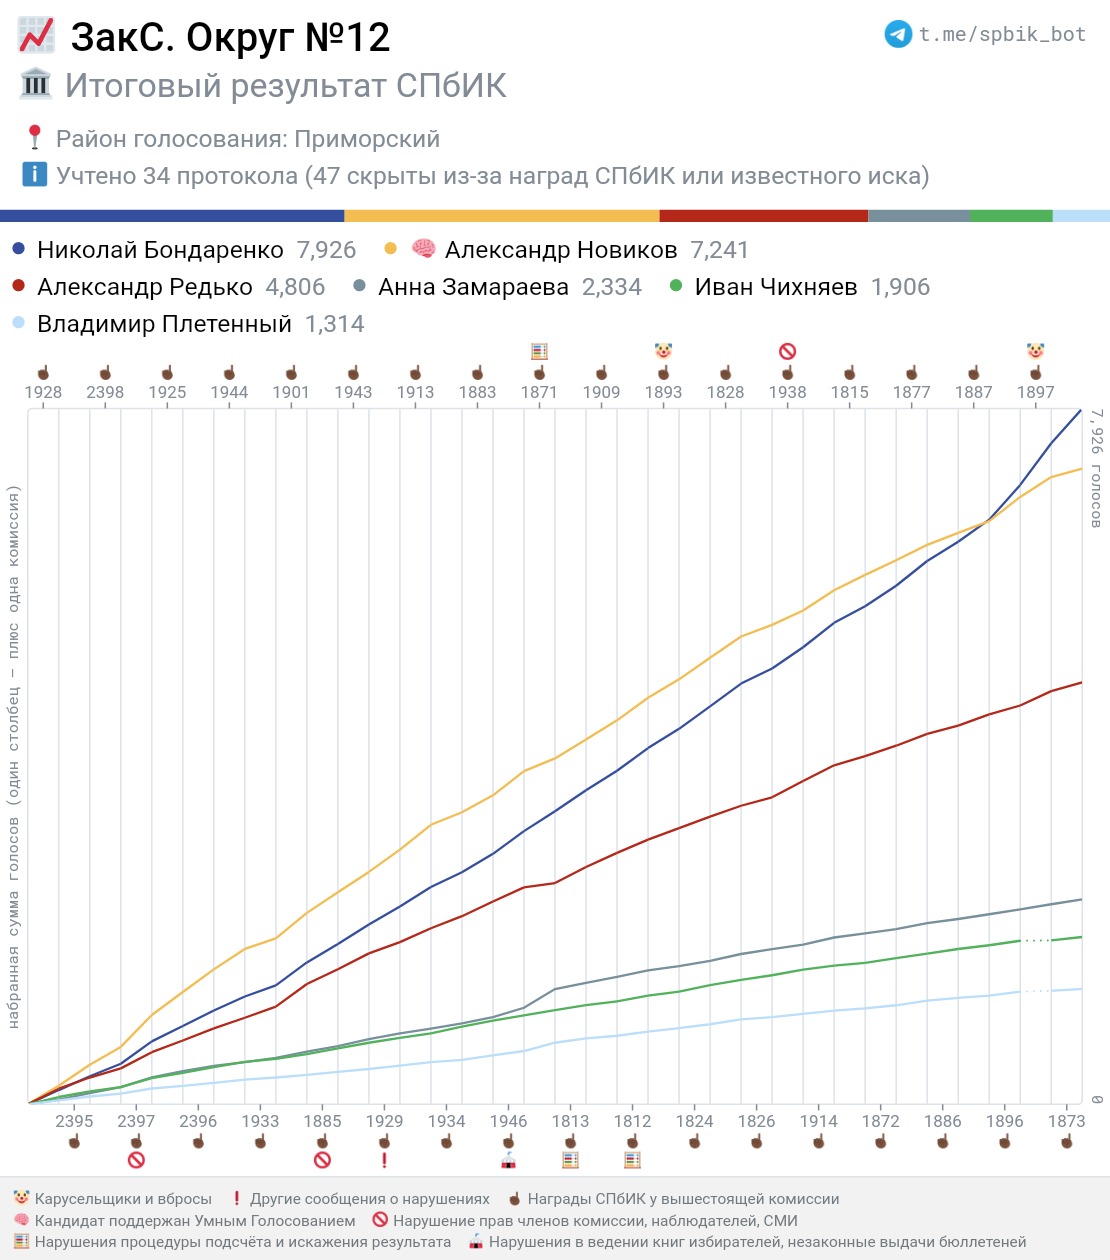 ЗакС. Округ №12
t.me/spbik_bot
Итоговый результат СПбИК
Район голосования: Приморский
Учтено 34 протокола (47 скрыты из-за наград СПбИК или известного иска)
Николай Бондаренко 7,926 Александр Новиков 7,241
Александр Редько 4,806 Анна Замараева 2,334 Иван Чихняев 1,906
Владимир Плетенный 1,314
1928 2398 1925 1944 1901 1943 1913 1883 1871 1909 1893 1828 1938 1815 1877 1887 1897
7,926 голосов
набранная сумма голосов (один столбец – плюс одна комиссия)
0
2395 2397 2396 1933 1885 1929 1934 1946 1813 1812 1824 1826 1914 1872 1886 1896 1873
Карусельщики и вбросы Другие сообщения о нарушениях Награды СПбИК у вышестоящей комиссии
Кандидат поддержан Умным Голосованием Нарушение прав членов комиссии, наблюдателей, СМИ
Нарушения процедуры подсчёта и искажения результата Нарушения в ведении книг избирателей, незаконные выдачи бюллетеней